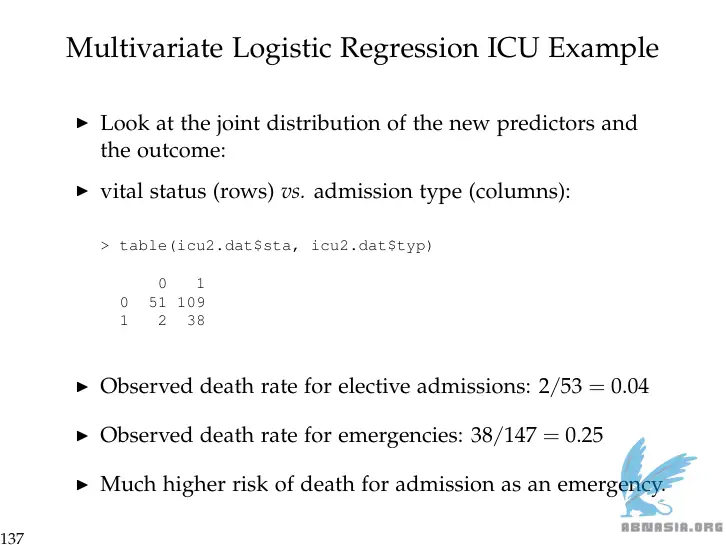 Multivariate Logistic Regression ICU Example
▶ Look at the joint distribution of the new predictors and
the outcome:
▶ vital status (rows) vs. admission type (columns):
> table(icu2.dat$sta, icu2.dat$typ)
0 1
0 51 109
1 2 38
▶ Observed death rate for elective admissions: 2/53 = 0.04
▶ Observed death rate for emergencies: 38/147 = 0.25
▶ Much higher risk of death for admission as an emergency.
ABNASIA.ORG
137